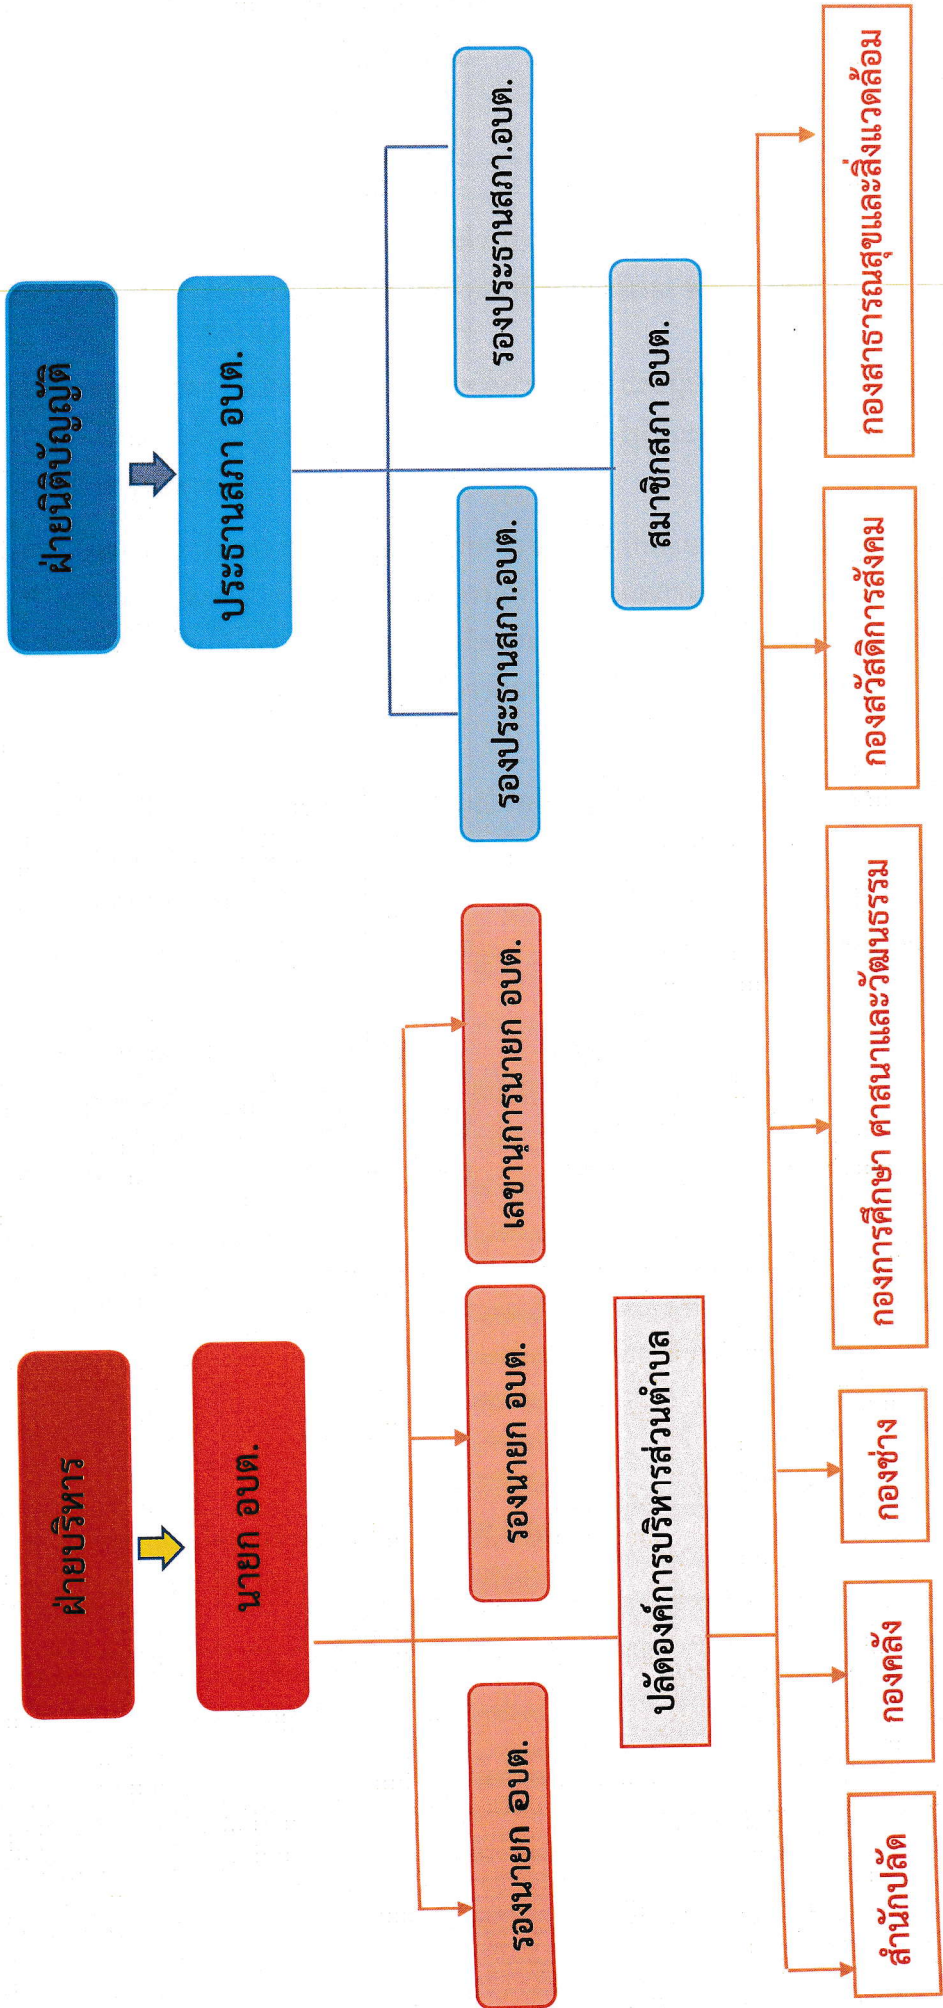 ฝ่ายบริหาร
นายก อบต.
รองนายก อบต.
รองนายก อบต.
เลขานุการนายก อบต.
ปลัดองค์การบริหารส่วนตำบล
ฝ่ายนิติบัญญัติ
ประธานสภา อบต.
รองประธานสภา.อบต.
รองประธานสภา.อบต.
สมาชิกสภา อบต.
สำนักปลัด
กองคลัง
กองช่าง
กองการศึกษา ศาสนาและวัฒนธรรม
กองสวัสดิการสังคม
กองสาธารณสุขและสิ่งแวดล้อม